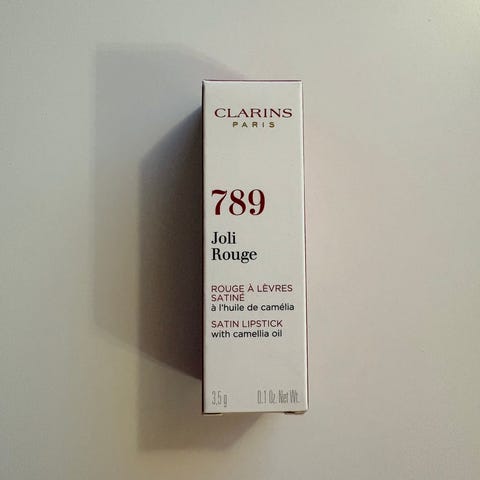 CLARINS
PARIS
789
Joli
Rouge
ROUGE À LÈVRES
SATINÉ
à l'huile de camélia
SATIN LIPSTICK
with camellia oil
3,5 g 0.1 Oz. Net Wt.